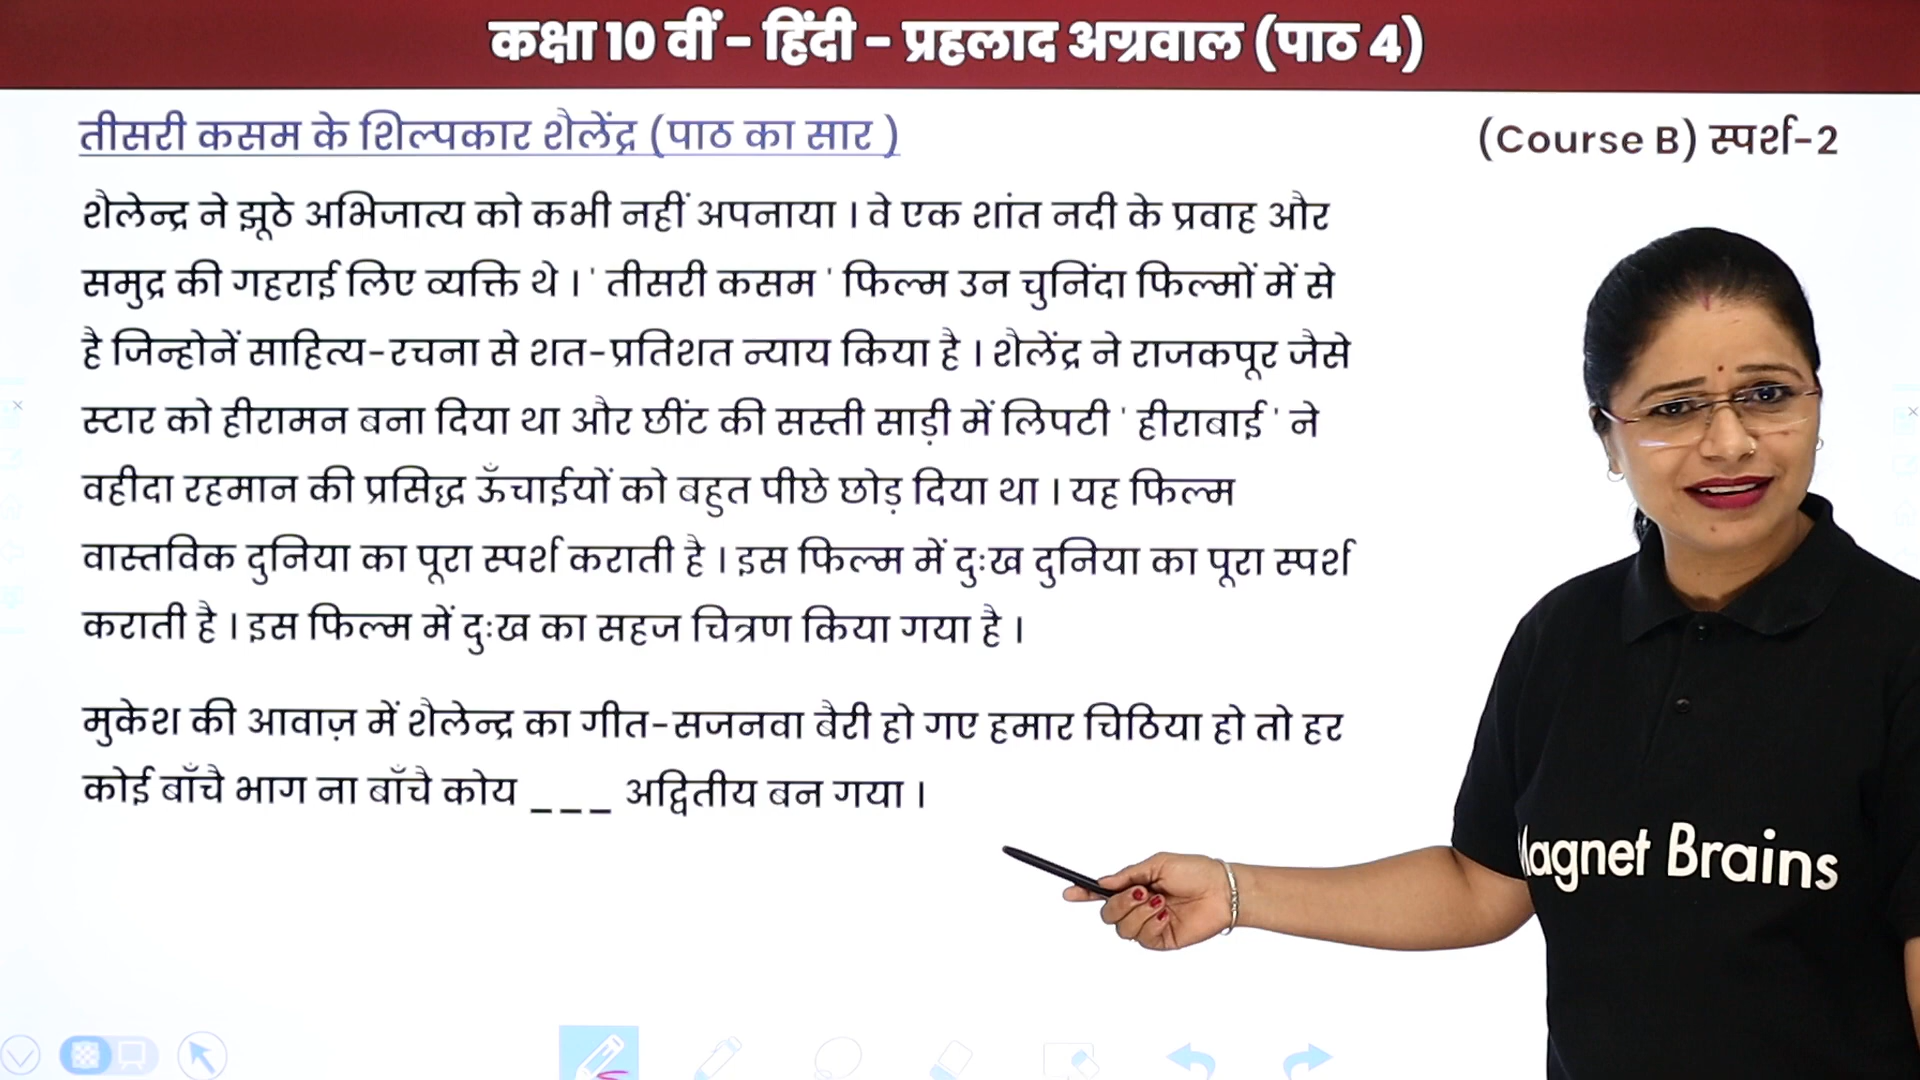 कक्षा 10 वीं - हिंदी - प्रहलाद अग्रवाल (पाठ 4)
तीसरी कसम के शिल्पकार शैलेंद्र (पाठ का सार )
(Course B) स्पर्श-2
शैलेन्द्र ने झूठे अभिजात्य को कभी नहीं अपनाया । वे एक शांत नदी के प्रवाह और
समुद्र की गहराई लिए व्यक्ति थे । ' तीसरी कसम ' फिल्म उन चुनिंदा फिल्मों में से
है जिन्होनें साहित्य-रचना से शत-प्रतिशत न्याय किया है । शैलेंद्र ने राजकपूर जैसे
स्टार को हीरामन बना दिया था और छींट की सस्ती साड़ी में लिपटी ' हीराबाई ' ने
वहीदा रहमान की प्रसिद्ध ऊँचाईयों को बहुत पीछे छोड़ दिया था । यह फिल्म
वास्तविक दुनिया का पूरा स्पर्श कराती है । इस फिल्म में दुःख दुनिया का पूरा स्पर्श
कराती है । इस फिल्म में दुःख का सहज चित्रण किया गया है ।
मुकेश की आवाज़ में शैलेन्द्र का गीत-सजनवा बैरी हो गए हमार चिठिया हो तो हर
कोई बाँचै भाग ना बाँचै कोय _ _ _ अद्वितीय बन गया ।
Magnet Brains